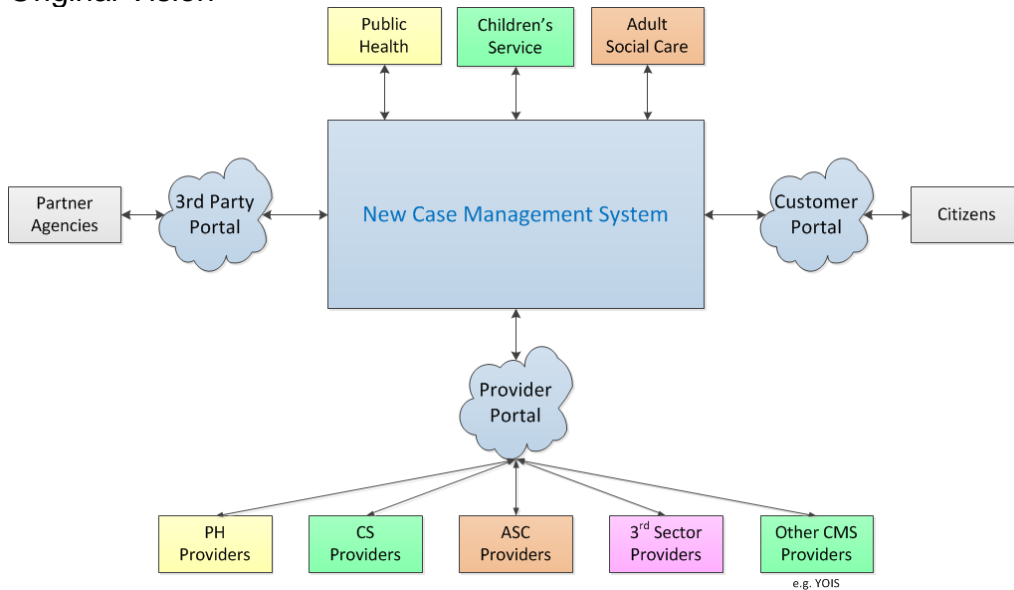 Original Vision
Public
Health
Children's
Service
Adult
Social Care
Partner
Agencies
3rd Party
Portal
New Case Management System
Customer
Portal
Citizens
Provider
Portal
PH
Providers
CS
Providers
ASC
Providers
3rd Sector
Providers
Other CMS
Providers
e.g. YOIS